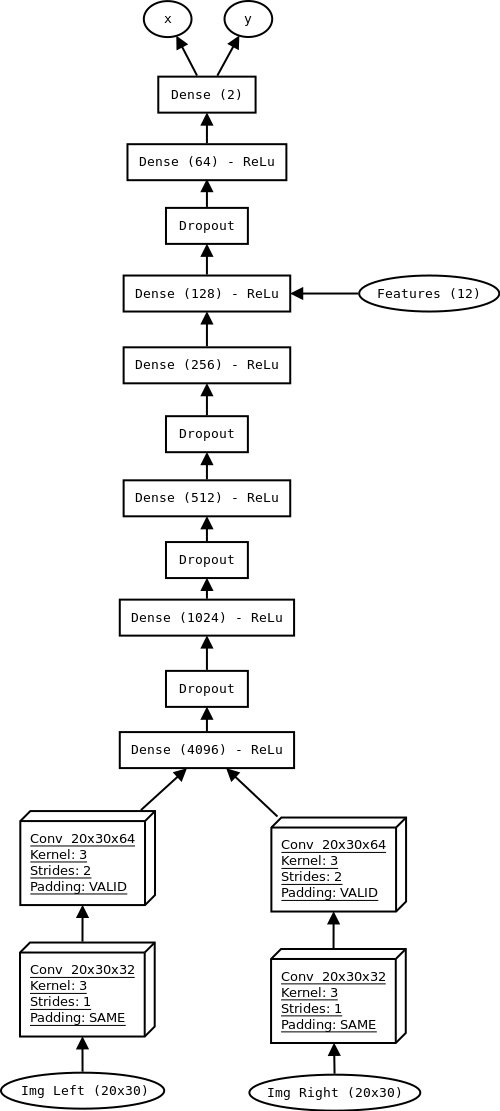 x
y
Dense (2)
Dense (64) - ReLu
Dropout
Dense (128) - ReLu
Features (12)
Dense (256) - ReLu
Dropout
Dense (512) - ReLu
Dropout
Dense (1024) - ReLu
Dropout
Dense (4096) - ReLu
Conv 20x30x64
Kernel: 3
Strides: 2
Padding: VALID
Conv 20x30x64
Kernel: 3
Strides: 2
Padding: VALID
Conv 20x30x32
Kernel: 3
Strides: 1
Padding: SAME
Conv 20x30x32
Kernel: 3
Strides: 1
Padding: SAME
Img Left (20x30)
Img Right (20x30)